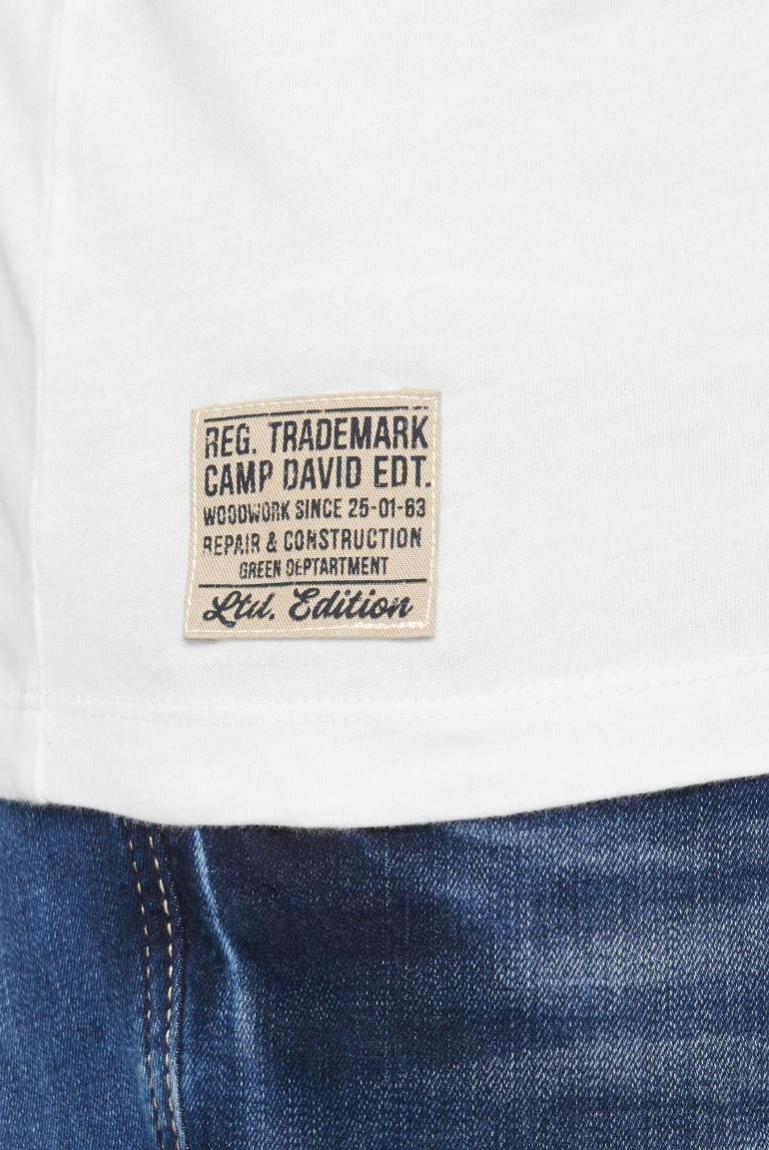 REG. TRADEMARK
CAMP DAVID EDT.
WOODWORK SINCE 25-01-63
REPAIR & CONSTRUCTION
GREEN DEPTARTMENT
Ltd. Edition